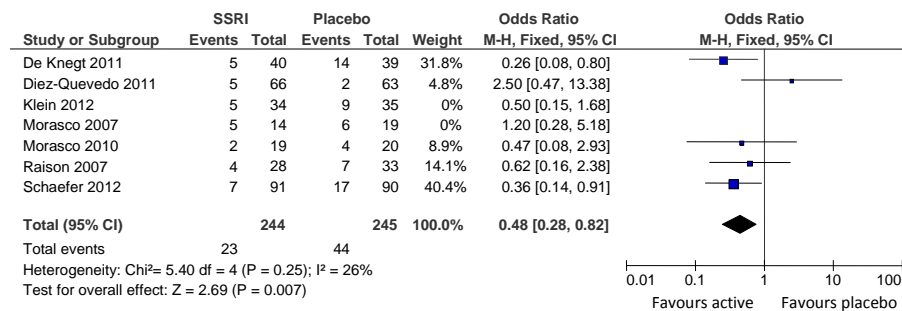 SSRI Placebo Odds Ratio Odds Ratio
Study or Subgroup Events Total Events Total Weight M-H, Fixed, 95% CI M-H, Fixed, 95% CI
De Knegt 2011 5 40 14 39 31.8% 0.26 [0.08, 0.80]
Diez-Quevedo 2011 5 66 2 63 4.8% 2.50 [0.47, 13.38]
Klein 2012 5 34 9 35 0% 0.50 [0.15, 1.68]
Morasco 2007 5 14 6 19 0% 1.20 [0.28, 5.18]
Morasco 2010 2 19 4 20 8.9% 0.47 [0.08, 2.93]
Raison 2007 4 28 7 33 14.1% 0.62 [0.16, 2.38]
Schaefer 2012 7 91 17 90 40.4% 0.36 [0.14, 0.91]
Total (95% CI) 244 245 100.0% 0.48 [0.28, 0.82]
Total events
23 44
Heterogeneity: Chi²= 5.40 df = 4 (P = 0.25); I² = 26%
Test for overall effect: Z = 2.69 (P = 0.007)
0.01 0.1 1 10 100
Favours active Favours placebo